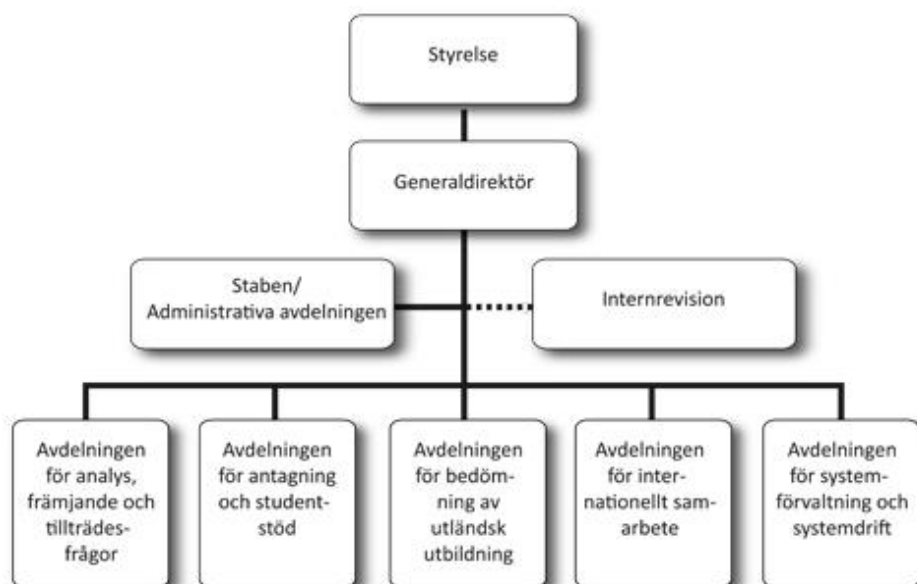 Styrelse
Generaldirektör
Staben/
Administrativa avdelningen
Internrevision
Avdelningen
för analys,
främjande och
tillträdes-
frågor
Avdelningen
för antagning
och student-
stöd
Avdelningen
för bedöm-
ning av
utländsk
utbildning
Avdelningen
för inter-
nationellt sam-
arbete
Avdelningen
för system-
förvaltning och
systemdrift